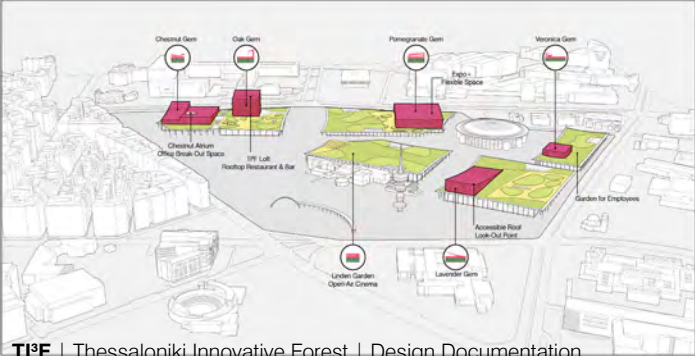 Chestnut Gem
Oak Gem
Pomegranate Gem
Veronica Gem
Expo -
Flexible Space
Chestnut Atrium
Office Break-Out Space
TPF Loft
Rooftop Restaurant & Bar
Garden for Employees
Accessible Roof
Look-Out Point
Linden Garden
Open-Air Cinema
Lavender Gem
TI³F | Thessaloniki Innovative Forest | Design Documentation